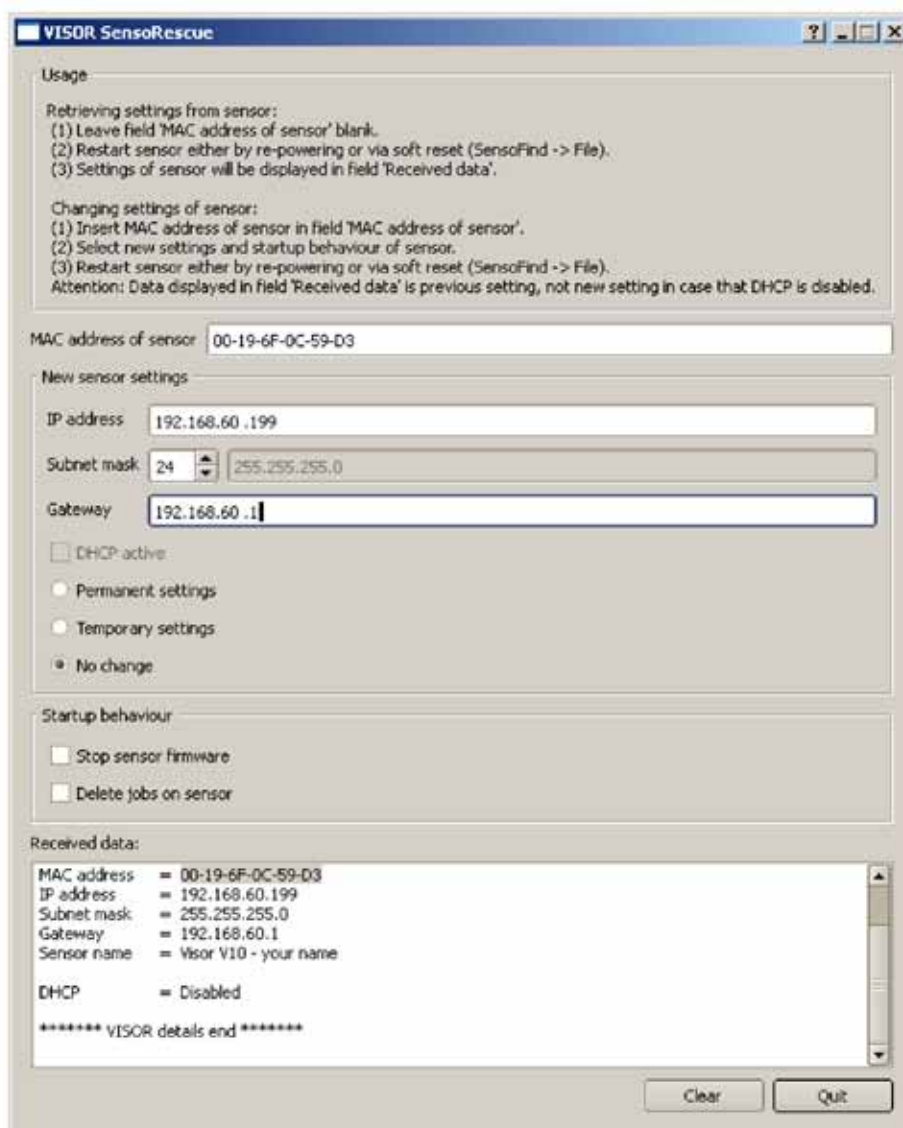 VISOR SensoRescue
Usage
Retrieving settings from sensor:
(1) Leave field 'MAC address of sensor' blank.
(2) Restart sensor either by re-powering or via soft reset (SensoFind -> File).
(3) Settings of sensor will be displayed in field 'Received data'.
Changing settings of sensor:
(1) Insert MAC address of sensor in field 'MAC address of sensor'.
(2) Select new settings and startup behaviour of sensor.
(3) Restart sensor either by re-powering or via soft reset (SensoFind -> File).
Attention: Data displayed in field 'Received data' is previous setting, not new setting in case that DHCP is disabled.
MAC address of sensor 00-19-6F-0C-59-D3
New sensor settings
IP address 192.168.60 .199
Subnet mask 24 255.255.255.0
Gateway 192.168.60 .1
DHCP active
Permanent settings
Temporary settings
No change
Startup behaviour
Stop sensor firmware
Delete jobs on sensor
Received data:
MAC address = 00-19-6F-0C-59-D3
IP address = 192.168.60.199
Subnet mask = 255.255.255.0
Gateway = 192.168.60.1
Sensor name = Visor V10 - your name
DHCP = Disabled
******* VISOR details end *******
Clear Quit